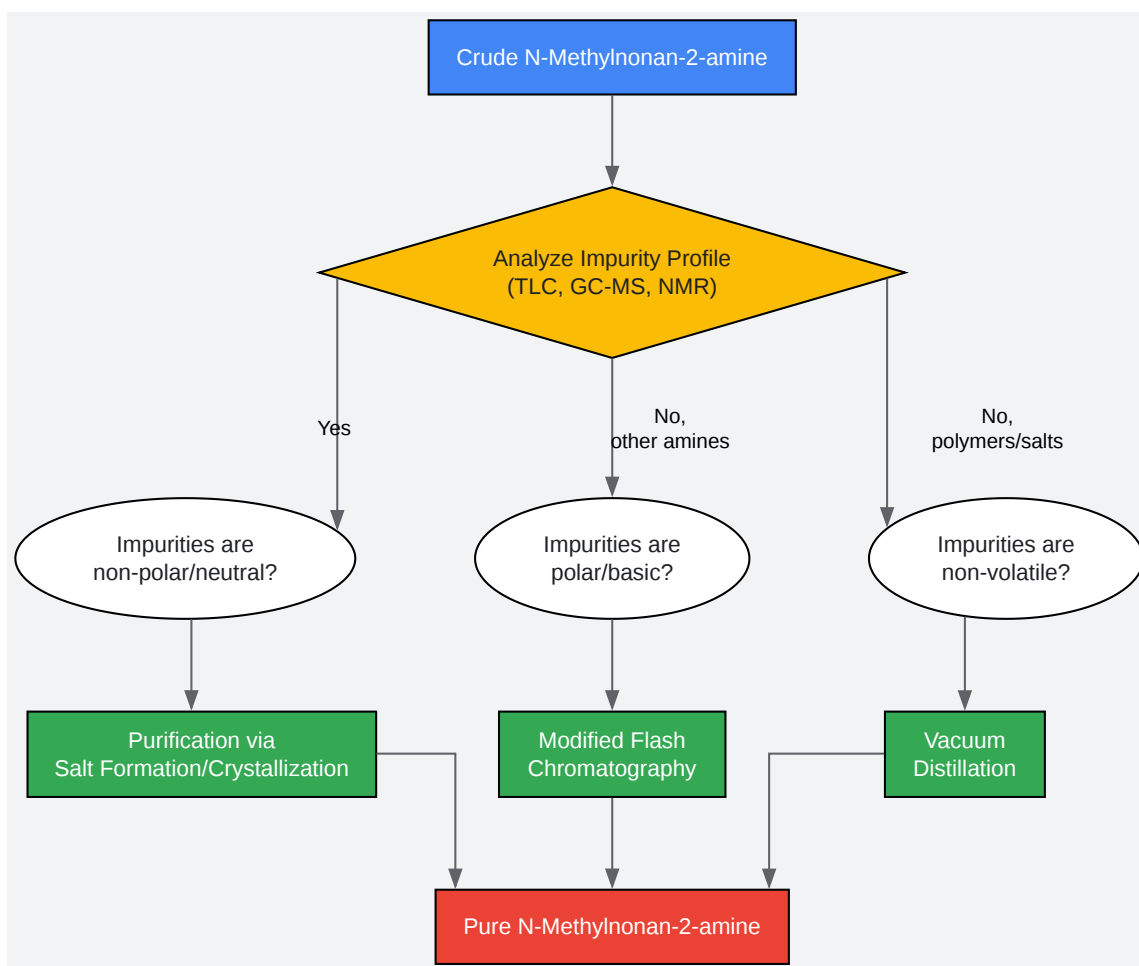 Crude N-Methylnonan-2-amine
Analyze Impurity Profile
(TLC, GC-MS, NMR)
Yes
No,
other amines
No,
polymers/salts
Impurities are
non-polar/neutral?
Impurities are
polar/basic?
Impurities are
non-volatile?
Purification via
Salt Formation/Crystallization
Modified Flash
Chromatography
Vacuum
Distillation
Pure N-Methylnonan-2-amine